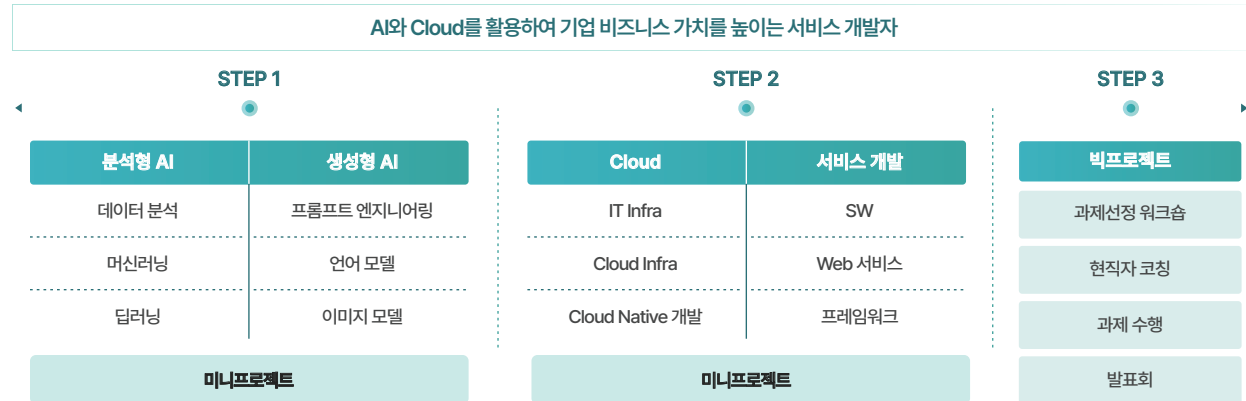 AI와 Cloud를 활용하여 기업 비즈니스 가치를 높이는 서비스 개발자
STEP 1
분석형 AI
생성형 AI
데이터 분석
프롬프트 엔지니어링
머신러닝
언어 모델
딥러닝
이미지 모델
미니프로젝트
STEP 2
Cloud
서비스 개발
IT Infra
SW
Cloud Infra
Web 서비스
Cloud Native 개발
프레임워크
미니프로젝트
STEP 3
빅프로젝트
과제선정 워크숍
현직자 코칭
과제 수행
발표회